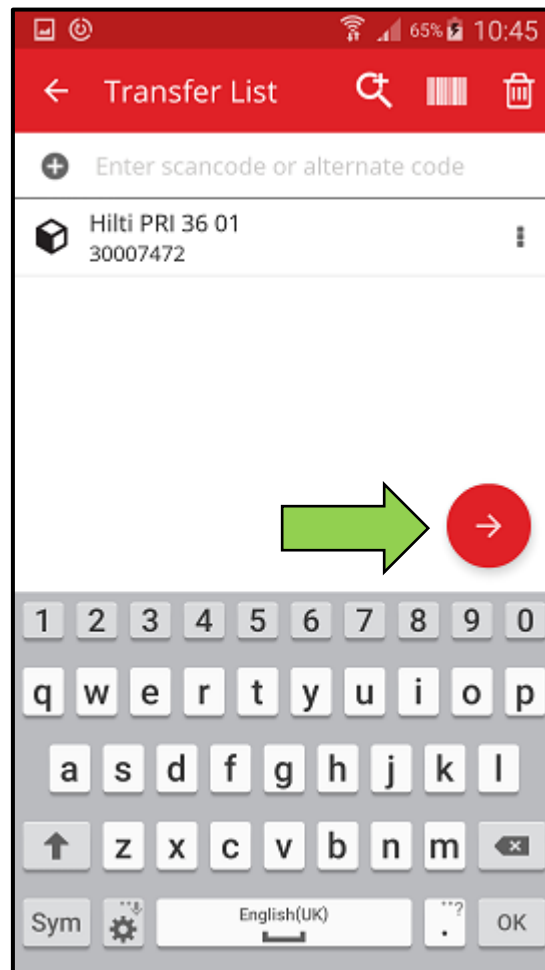 65% 10:45
Transfer List
Enter scancode or alternate code
Hilti PRI 36 01
30007472
1 2 3 4 5 6 7 8 9 0
q w e r t y u i o p
a s d f g h j k l
z x c v b n m
Sym English(UK) ..? . OK